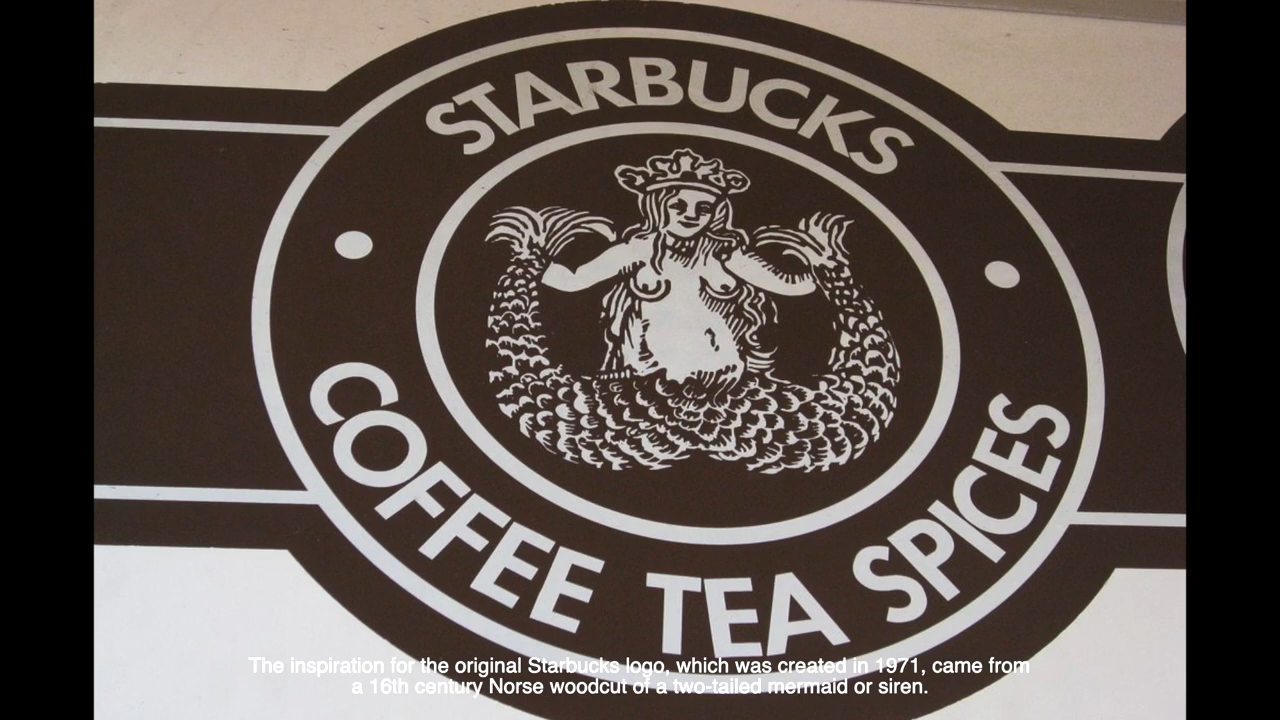 STARBUCKS
COFFEE TEA SPICES
The inspiration for the original Starbucks logo, which was created in 1971, came from
a 16th century Norse woodcut of a two-tailed mermaid or siren.